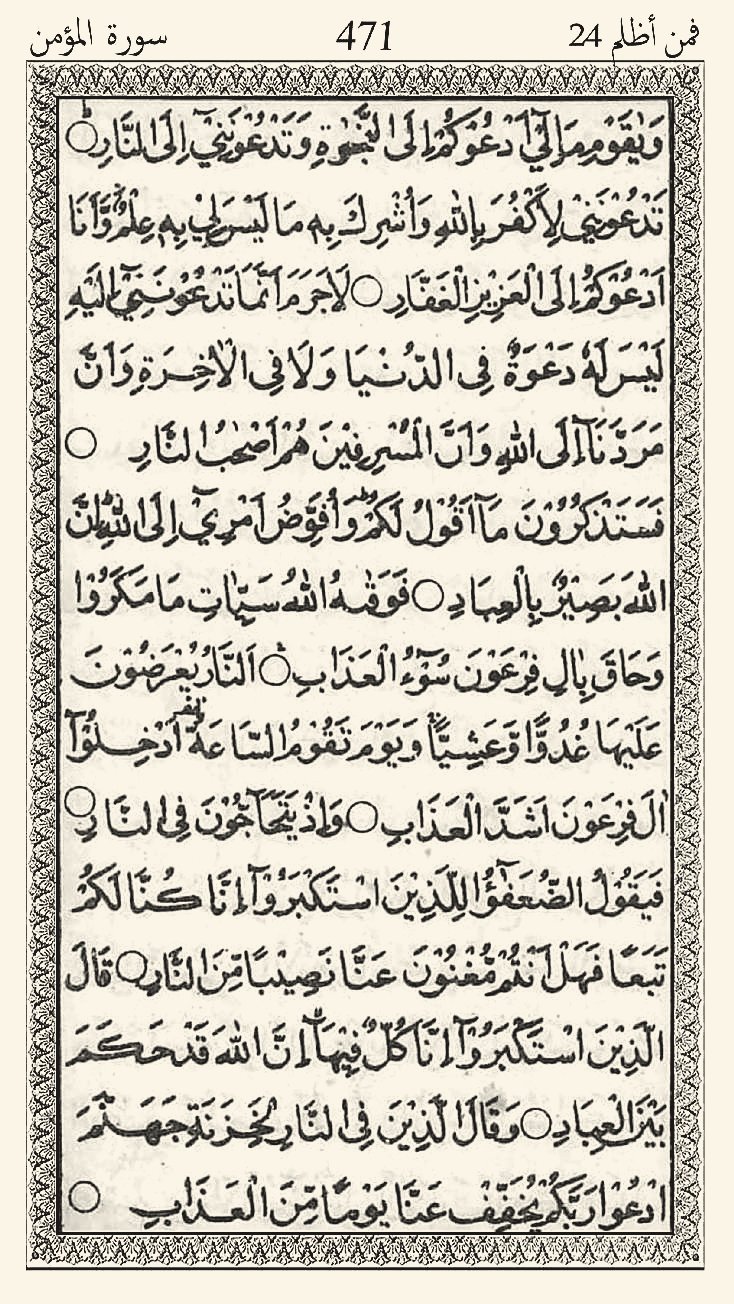 فمن أظلم 24 471 سورة المؤمن
وَيٰقَوْمِ مَا لِيْٓ اَدْعُوْكُمْ اِلَى النَّجٰوةِ وَتَدْعُوْنَنِيْٓ اِلَى النَّارِؕ○
تَدْعُوْنَنِيْ لِاَكْفُرَ بِاللّٰهِ وَاُشْرِكَ بِهٖ مَا لَيْسَ لِيْ بِهٖ عِلْمٌؗ وَّاَنَا
اَدْعُوْكُمْ اِلَى الْعَزِيْزِ الْغَفَّارِ○لَا جَرَمَ اَنَّمَا تَدْعُوْنَنِيْٓ اِلَيْهِ
لَيْسَ لَهٗ دَعْوَةٌ فِى الدُّنْيَا وَلَا فِى الْاٰخِرَةِ وَاَنَّ
مَرَدَّنَآ اِلَى اللّٰهِ وَاَنَّ الْمُسْرِفِيْنَ هُمْ اَصْحٰبُ النَّارِ ○
فَسَتَذْكُرُوْنَ مَآ اَقُوْلُ لَكُمْؕ وَاُفَوِّضُ اَمْرِيْٓ اِلَى اللّٰهِؕ اِنَّ
اللّٰهَ بَصِيْرٌۢ بِالْعِبَادِ○فَوَقٰىهُ اللّٰهُ سَيِّاٰتِ مَا مَكَرُوْا
وَحَاقَ بِاٰلِ فِرْعَوْنَ سُوْٓءُ الْعَذَابِۚ○اَلنَّارُ يُعْرَضُوْنَ
عَلَيْهَا غُدُوًّا وَّعَشِيًّاۚ وَيَوْمَ تَقُوْمُ السَّاعَةُ۫ اَدْخِلُوْٓا
اٰلَ فِرْعَوْنَ اَشَدَّ الْعَذَابِ○وَاِذْ يَتَحَآجُّوْنَ فِى النَّارِ○
فَيَقُوْلُ الضُّعَفٰٓؤُا لِلَّذِيْنَ اسْتَكْبَرُوْٓا اِنَّا كُنَّا لَكُمْ
تَبَعًا فَهَلْ اَنْتُمْ مُّغْنُوْنَ عَنَّا نَصِيْبًا مِّنَ النَّارِ○قَالَ
الَّذِيْنَ اسْتَكْبَرُوْٓا اِنَّا كُلٌّ فِيْهَآۙ اِنَّ اللّٰهَ قَدْ حَكَمَ
بَيْنَ الْعِبَادِ○وَقَالَ الَّذِيْنَ فِى النَّارِ لِخَزَنَةِ جَهَنَّمَ
ادْعُوْا رَبَّكُمْ يُخَفِّفْ عَنَّا يَوْمًا مِّنَ الْعَذَابِ ○